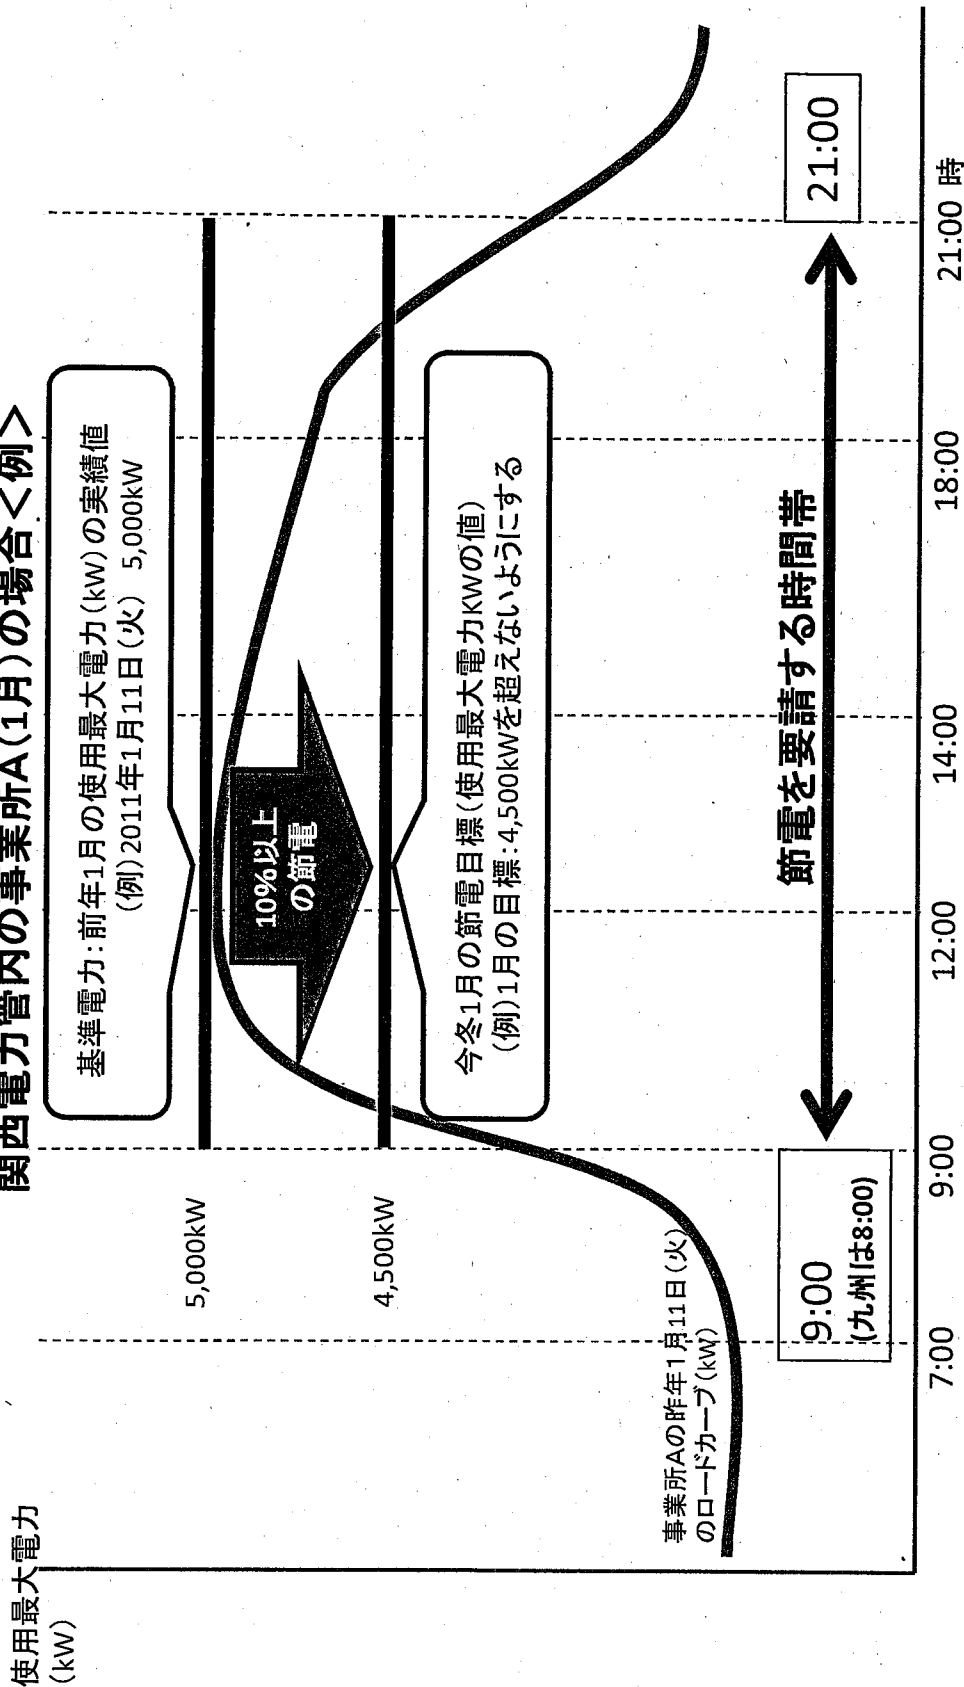 関西電力管内の事業所A(1月)の場合<例>
使用最大電力
(kW)
基準電力:前年1月の使用最大電力(kW)の実績値
(例)2011年1月11日(火) 5,000kW
5,000kW
10%以上
の節電
4,500kW
今冬1月の節電目標(使用最大電力KWの値)
(例)1月の目標:4,500kWを超えないようにする
事業所Aの昨年1月11日(火)
のロードカーブ(kW)
節電を要請する時間帯
9:00
(九州は8:00)
21:00
7:00
9:00
12:00
14:00
18:00
21:00 時